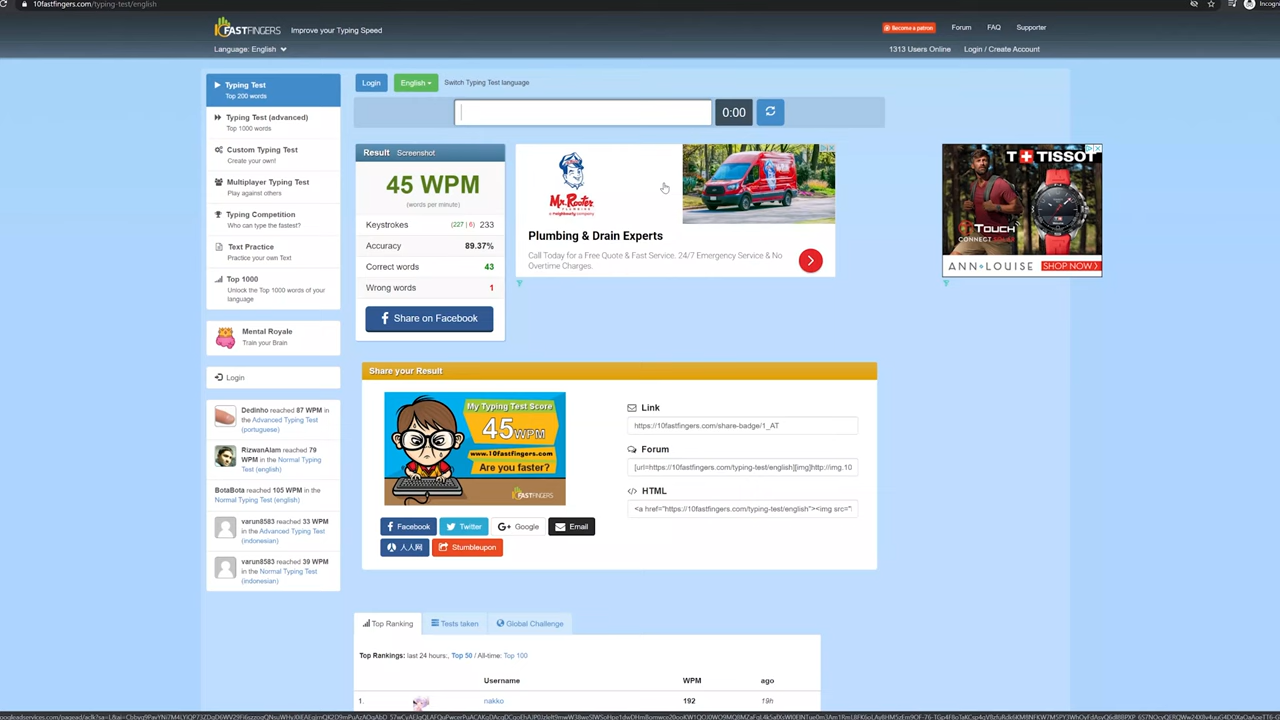 10fastfingers.com/typing-test/english
Incogni
10FASTFINGERS
Improve your Typing Speed
Become a patron
Forum
FAQ
Supporter
Language: English
1313 Users Online
Login / Create Account
Typing Test
Top 200 words
Typing Test (advanced)
Top 1000 words
Custom Typing Test
Create your own!
Multiplayer Typing Test
Play against others
Typing Competition
Who can type the fastest?
Text Practice
Practice your own Text
Top 1000
Unlock the Top 1000 words of your
language
Mental Royale
Train your Brain
Login
Dedinho reached 87 WPM in
the Advanced Typing Test
(portuguese)
RizwanAlam reached 79
WPM in the Normal Typing
Test (english)
BotaBota reached 105 WPM in the
Normal Typing Test (english)
varun8583 reached 33 WPM
in the Advanced Typing Test
(indonesian)
varun8583 reached 39 WPM
in the Normal Typing Test
(indonesian)
Login
English
Switch Typing Test language
0:00
Result
Screenshot
45 WPM
(words per minute)
Keystrokes
(227 | 6) 233
Accuracy
89.37%
Correct words
43
Wrong words
1
Share on Facebook
Mr. Rooter
PLUMBING
a neighbourly company
Plumbing & Drain Experts
Call Today for a Free Quote & Fast Service. 24/7 Emergency Service & No
Overtime Charges.
TISSOT
TOUCH
CONNECT SOLAR
ANN-LOUISE
SHOP NOW
Share your Result
My Typing Test Score
45 WPM
www.10fastfingers.com
Are you faster?
10FASTFINGERS
Facebook
Twitter
G+ Google
Email
人人网
Stumbleupon
Link
https://10fastfingers.com/share-badge/1_AT
Forum
[url=https://10fastfingers.com/typing-test/english][img]http://img.10
HTML
<a href="https://10fastfingers.com/typing-test/english"><img src="
Top Ranking
Tests taken
Global Challenge
Top Rankings: last 24 hours:, Top 50 / All-time: Top 100
Username
WPM
ago
1.
nakko
192
19h